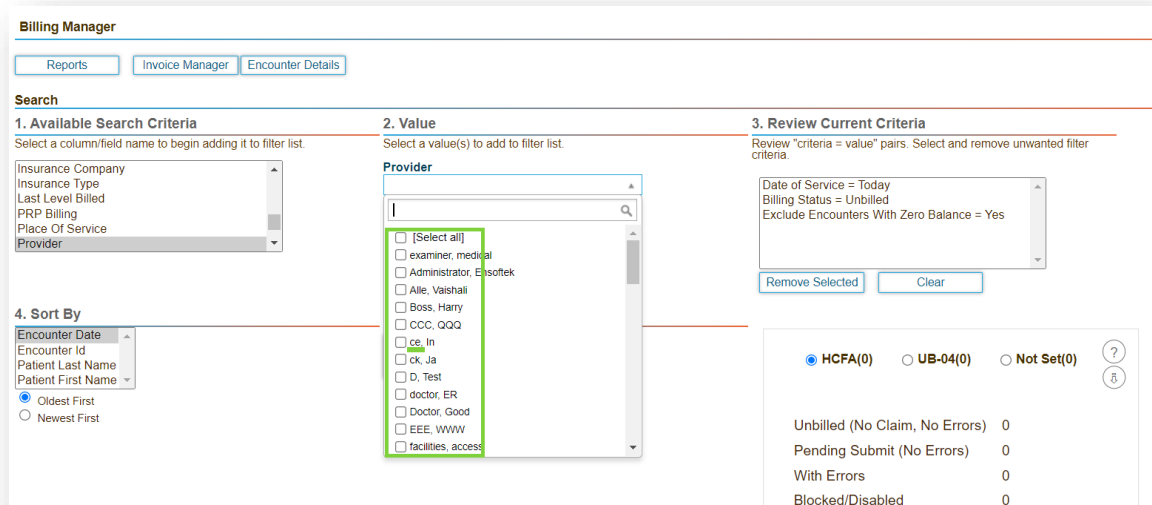 Billing Manager
Reports
Invoice Manager
Encounter Details
Search
1. Available Search Criteria
Select a column/field name to begin adding it to filter list.
Insurance Company
Insurance Type
Last Level Billed
PRP Billing
Place Of Service
Provider
2. Value
Select a value(s) to add to filter list.
Provider
[Select all]
examiner, medical
Administrator, Ensoftek
Alle, Vaishali
Boss, Harry
CCC, QQQ
ce, In
ck, Ja
D, Test
doctor, ER
Doctor, Good
EEE, WWW
facilities, access
3. Review Current Criteria
Review "criteria = value" pairs. Select and remove unwanted filter
criteria.
Date of Service = Today
Billing Status = Unbilled
Exclude Encounters With Zero Balance = Yes
Remove Selected
Clear
4. Sort By
Encounter Date
Encounter Id
Patient Last Name
Patient First Name
Oldest First
Newest First
HCFA(0)
UB-04(0)
Not Set(0)
?
Unbilled (No Claim, No Errors) 0
Pending Submit (No Errors) 0
With Errors 0
Blocked/Disabled 0